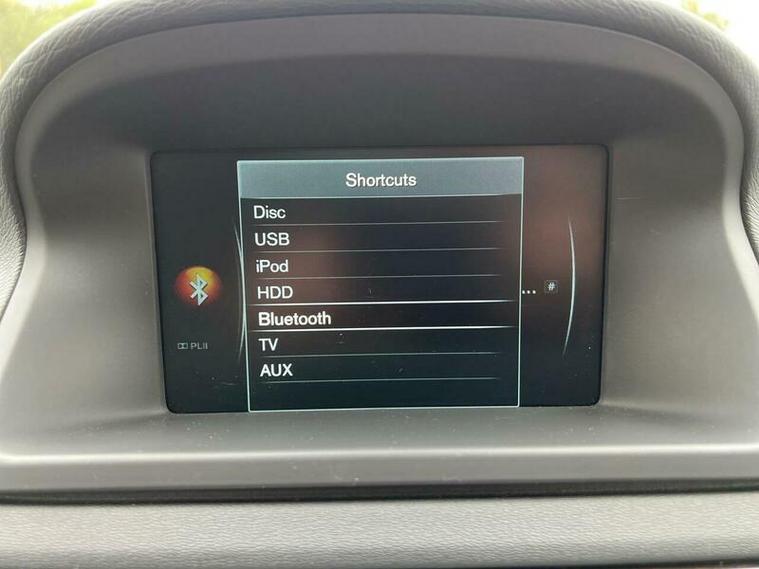 Shortcuts
Disc
USB
iPod
HDD
... #
Bluetooth
TV
PLII
AUX